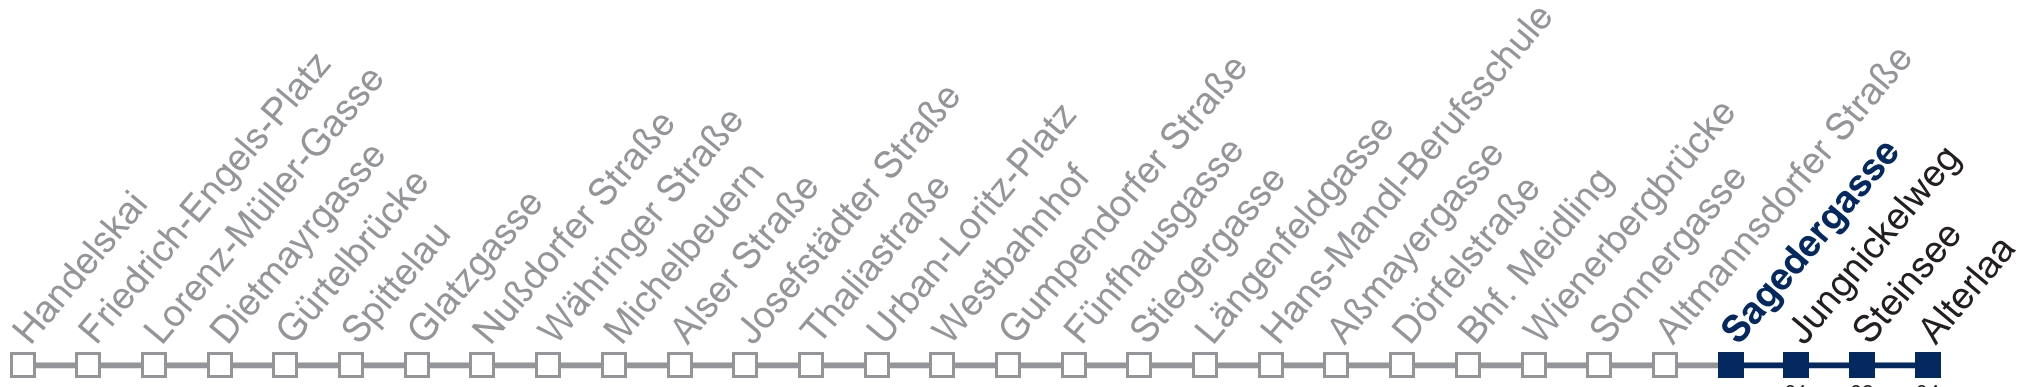 Handelskai
Friedrich-Engels-Platz
Lorenz-Müller-Gasse
Dietmayrgasse
Gürtelbrücke
Spittelau
Glatzgasse
Nußdorfer Straße
Währinger Straße
Michelbeuern
Alser Straße
Josefstädter Straße
Thaliastraße
Urban-Loritz-Platz
Westbahnhof
Gumpendorfer Straße
Fünfhausgasse
Stiegergasse
Längenfeldgasse
Hans-Mandl-Berufsschule
Aßmayergasse
Dörfelstraße
Bhf. Meidling
Wienerbergbrücke
Sonnergasse
Altmannsdorfer Straße
Sagedergasse
Jungnickelweg
Steinsee
Alterlaa